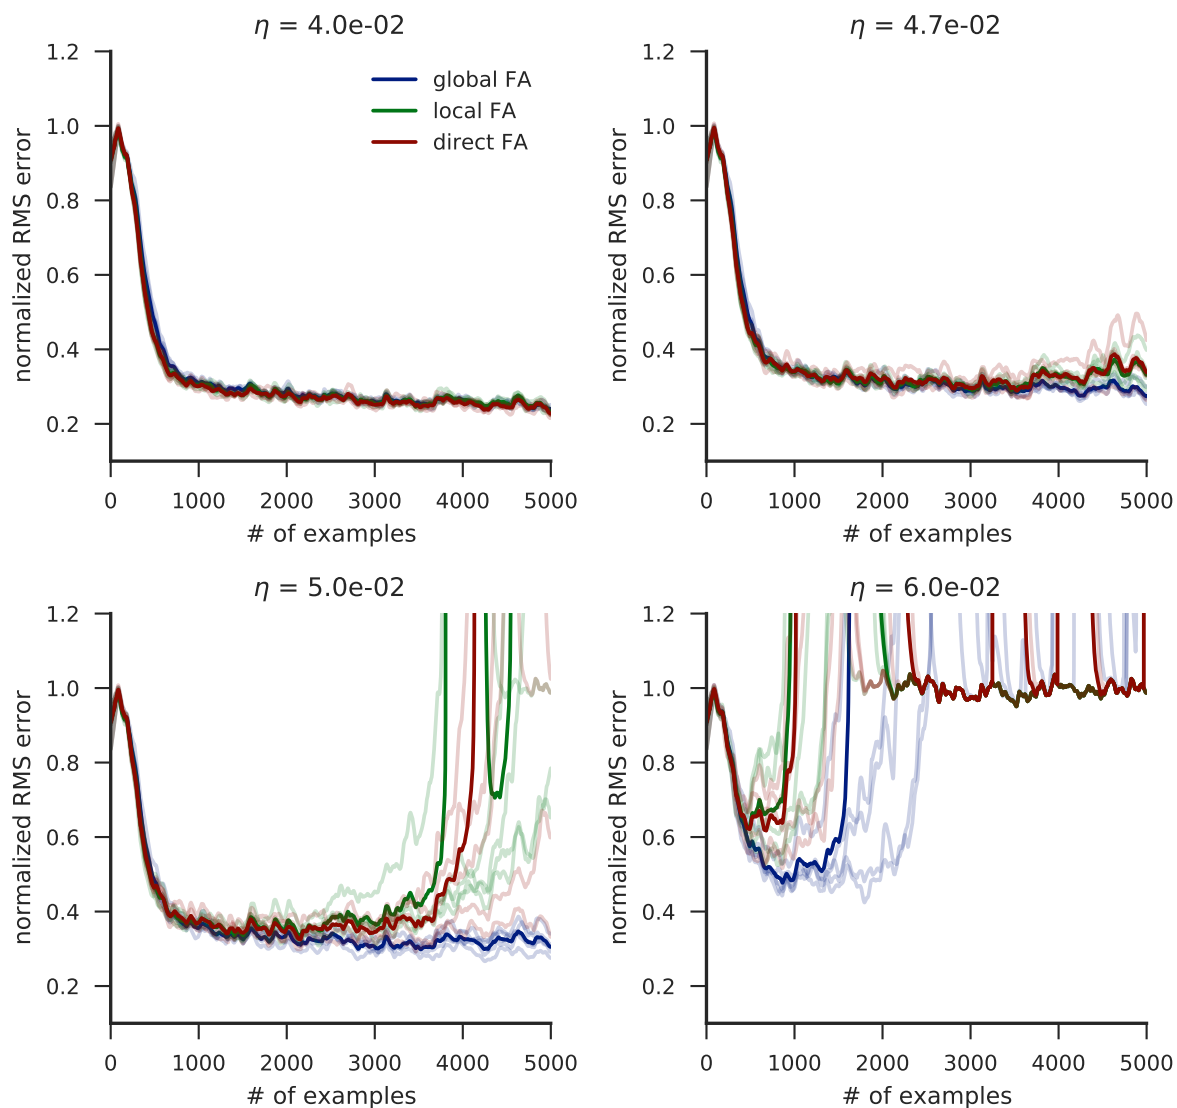 η = 4.0e-02
normalized RMS error
1.2
1.0
0.8
0.6
0.4
0.2
global FA
local FA
direct FA
0 1000 2000 3000 4000 5000
# of examples
η = 4.7e-02
normalized RMS error
1.2
1.0
0.8
0.6
0.4
0.2
0 1000 2000 3000 4000 5000
# of examples
η = 5.0e-02
normalized RMS error
1.2
1.0
0.8
0.6
0.4
0.2
0 1000 2000 3000 4000 5000
# of examples
η = 6.0e-02
normalized RMS error
1.2
1.0
0.8
0.6
0.4
0.2
0 1000 2000 3000 4000 5000
# of examples